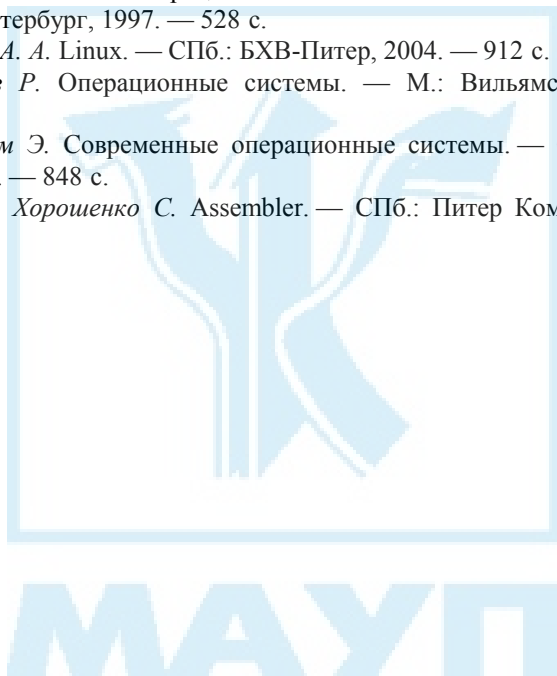 тербург, 1997. — 528 с.
А. А. Linux. — СПб.: БХВ-Питер, 2004. — 912 с.
Р. Операционные системы. — М.: Вильямс
м Э. Современные операционные системы. —
. — 848 с.
Хорошенко С. Assembler. — СПб.: Питер Ком
МАУП